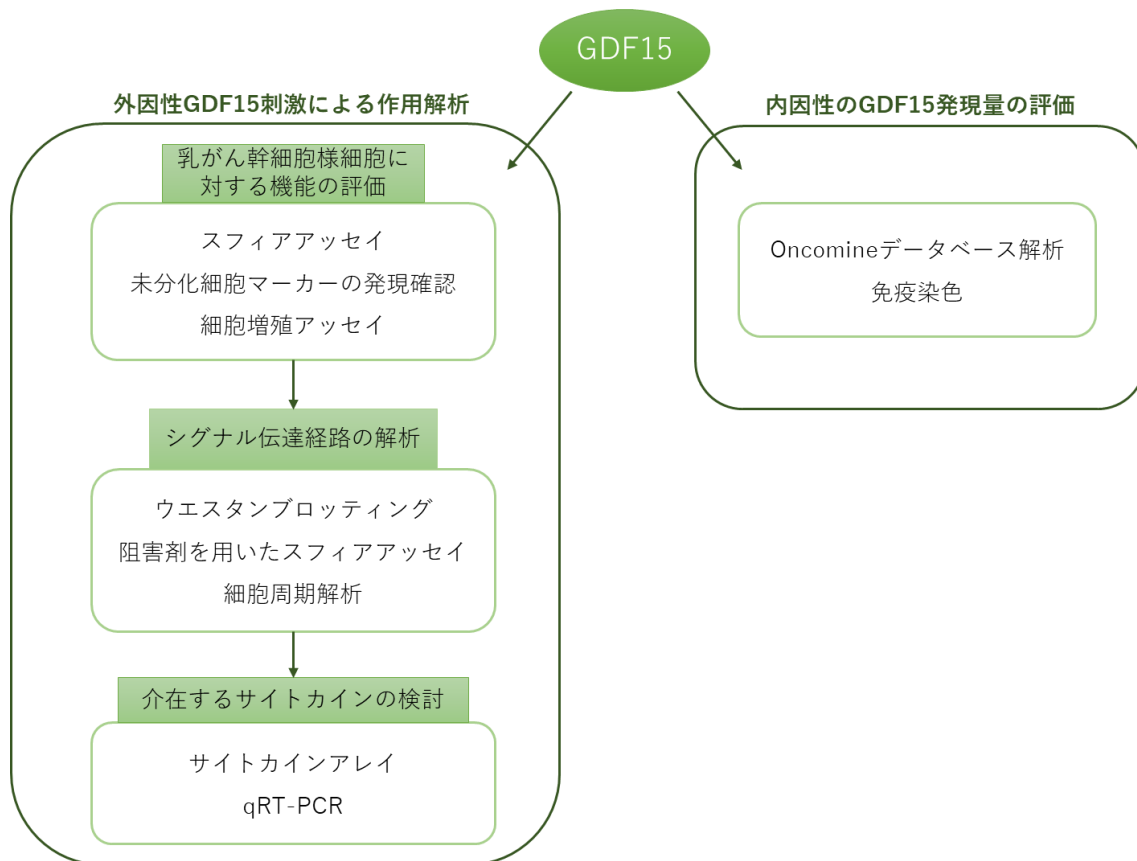 GDF15
外因性GDF15刺激による作用解析
乳がん幹細胞様細胞に
対する機能の評価
スフィアアッセイ
未分化細胞マーカーの発現確認
細胞増殖アッセイ
シグナル伝達経路の解析
ウエスタンブロッティング
阻害剤を用いたスフィアアッセイ
細胞周期解析
介在するサイトカインの検討
サイトカインアレイ
qRT-PCR
内因性のGDF15発現量の評価
Oncomineデータベース解析
免疫染色